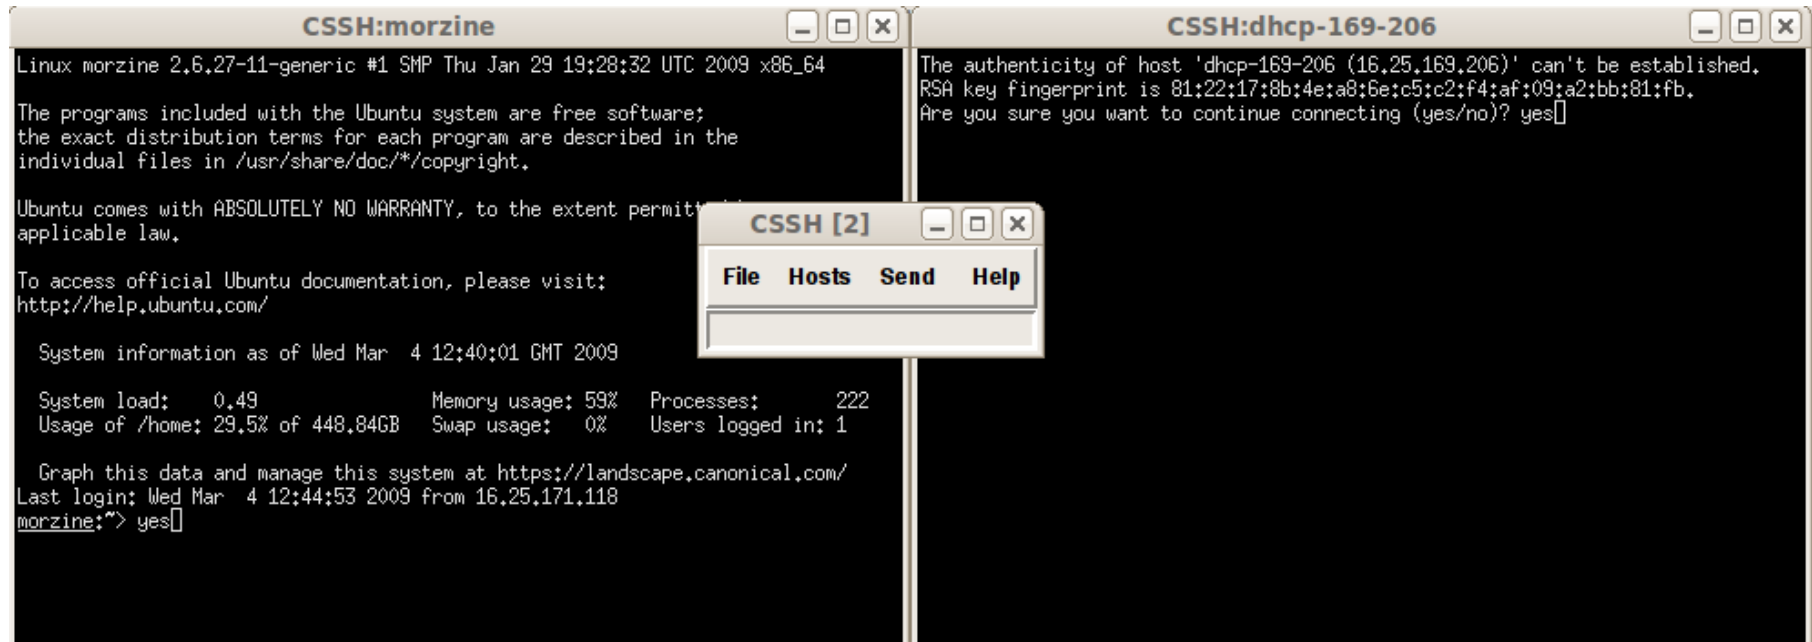 CSSH:morzine
Linux morzine 2.6.27-11-generic #1 SMP Thu Jan 29 19:28:32 UTC 2009 x86_64
The programs included with the Ubuntu system are free software;
the exact distribution terms for each program are described in the
individual files in /usr/share/doc/*/copyright.
Ubuntu comes with ABSOLUTELY NO WARRANTY, to the extent
applicable law.
To access official Ubuntu documentation, please visit:
http://help.ubuntu.com/
System information as of Wed Mar  4 12:40:01 GMT 2009
System load:    0.49    Memory usage: 59%    Processes:    222
Usage of /home: 29.5% of 448.84GB    Swap usage:   0%    Users logged in: 1
Graph this data and manage this system at https://landscape.canonical.com/
Last login: Wed Mar  4 12:44:53 2009 from 16.25.171.118
morzine:~> yes
CSSH:dhcp-169-206
The authenticity of host 'dhcp-169-206 (16.25.169.206)' can't be established.
RSA key fingerprint is 81:22:17:8b:4e:a8:6e:c5:c2:f4:af:09:a2:bb:81:fb.
Are you sure you want to continue connecting (yes/no)? yes
CSSH [2]
File Hosts Send Help